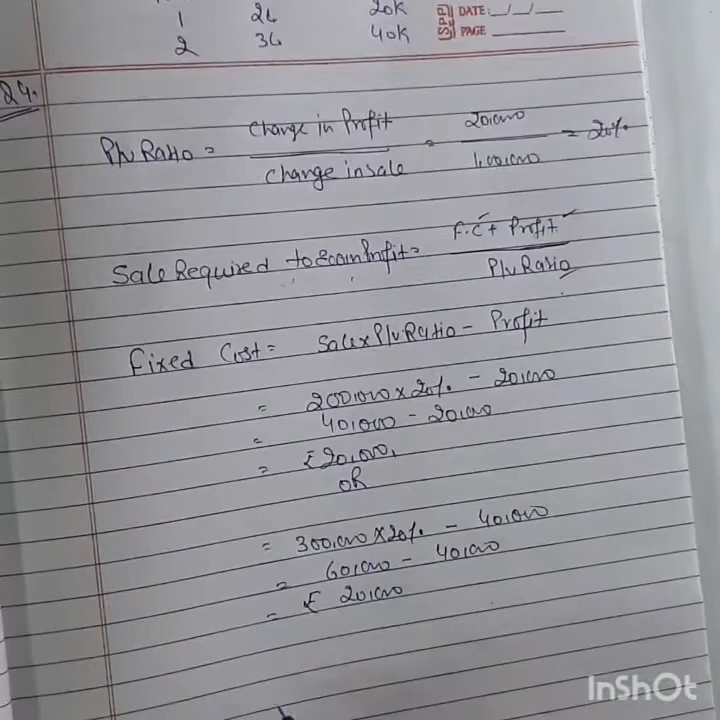 1 2L 20K
2 3L 40K
DATE: _/_/_
PAGE
24.
P/v Ratio = Change in Profit / change in sale = 20,000 / 1,00,000 = 20%
Sale Required to Earn Profit = F.C + Profit / P/v Ratio
Fixed Cost = Sale x P/v Ratio - Profit
= 200,000 x 20% - 20,000
= 40,000 - 20,000
= ₹20,000.
OR
= 300,000 x 20% - 40,000
= 60,000 - 40,000
= ₹ 20,000
InShOt